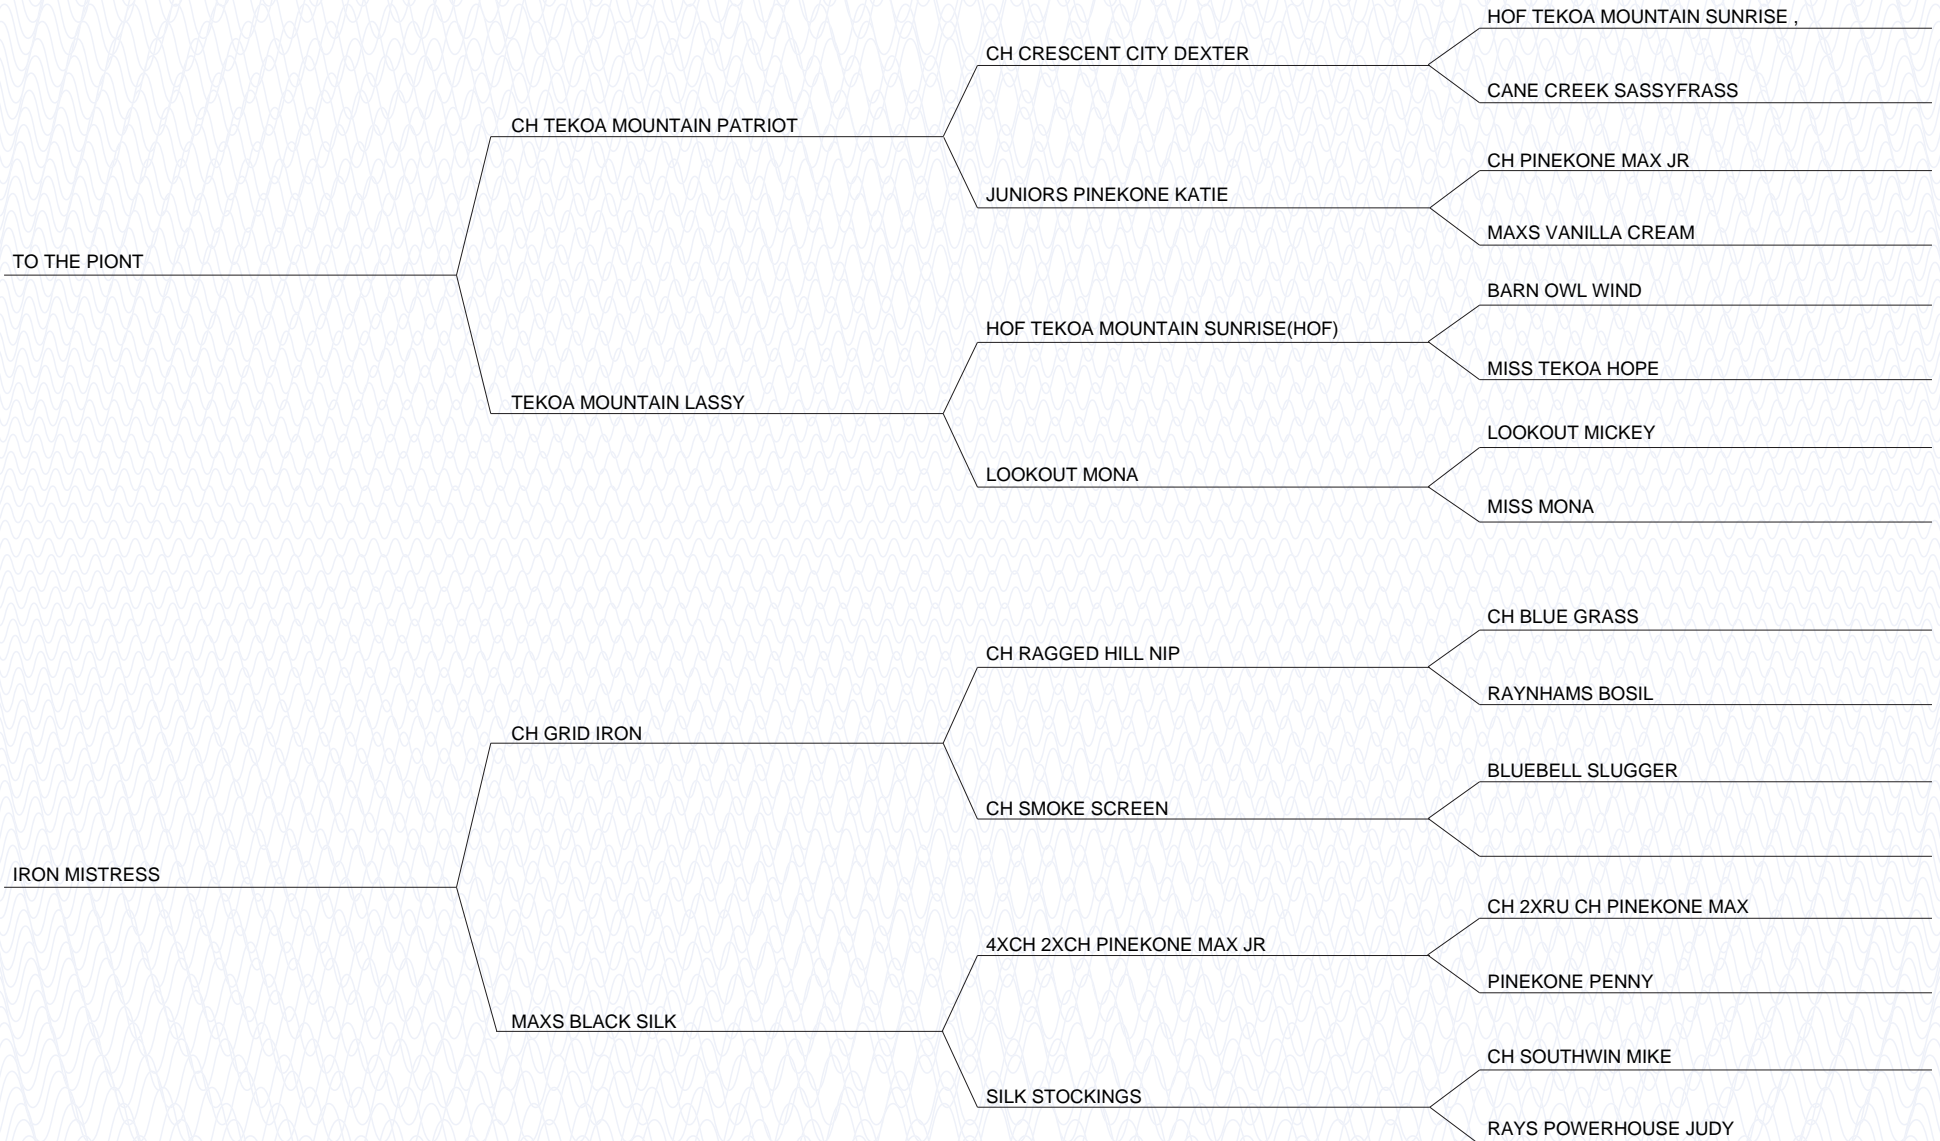 HOF TEKOA MOUNTAIN SUNRISE ,
CH CRESCENT CITY DEXTER
CANE CREEK SASSYFRASS
CH TEKOA MOUNTAIN PATRIOT
CH PINEKONE MAX JR
JUNIORS PINEKONE KATIE
MAXS VANILLA CREAM
TO THE PIONT
BARN OWL WIND
HOF TEKOA MOUNTAIN SUNRISE(HOF)
MISS TEKOA HOPE
TEKOA MOUNTAIN LASSY
LOOKOUT MICKEY
LOOKOUT MONA
MISS MONA
CH BLUE GRASS
CH RAGGED HILL NIP
RAYNHAMS BOSIL
CH GRID IRON
BLUEBELL SLUGGER
CH SMOKE SCREEN
IRON MISTRESS
CH 2XRU CH PINEKONE MAX
4XCH 2XCH PINEKONE MAX JR
PINEKONE PENNY
MAXS BLACK SILK
CH SOUTHWIN MIKE
SILK STOCKINGS
RAYS POWERHOUSE JUDY